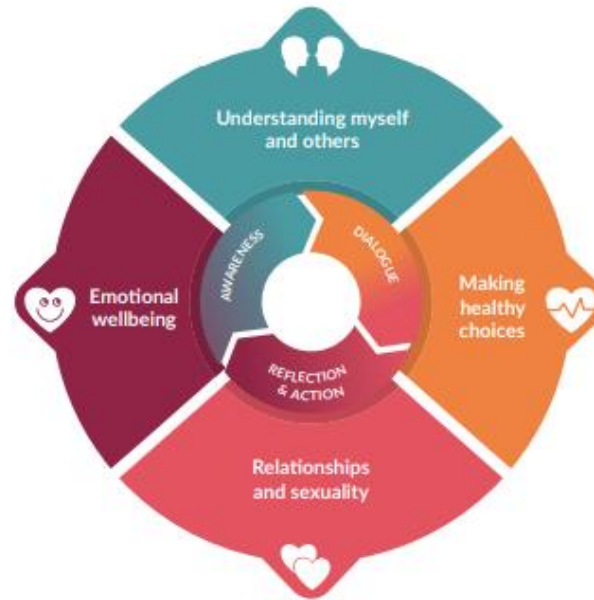 Understanding myself
and others
AWARENESS
DIALOGUE
Emotional
wellbeing
Making
healthy
choices
REFLECTION
& ACTION
Relationships
and sexuality